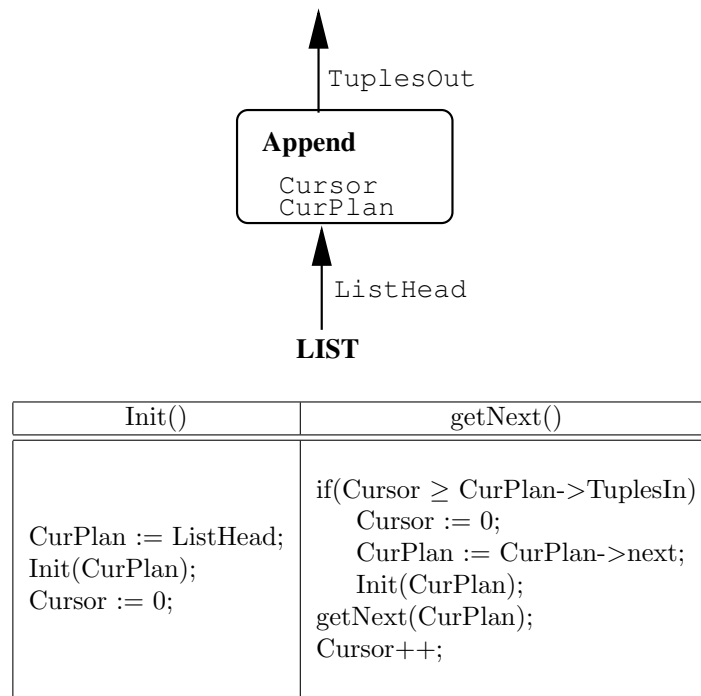 TuplesOut
Append
Cursor
CurPlan
ListHead
LIST
Init()
getNext()
CurPlan := ListHead;
Init(CurPlan);
Cursor := 0;
if(Cursor ≥ CurPlan->TuplesIn)
Cursor := 0;
CurPlan := CurPlan->next;
Init(CurPlan);
getNext(CurPlan);
Cursor++;